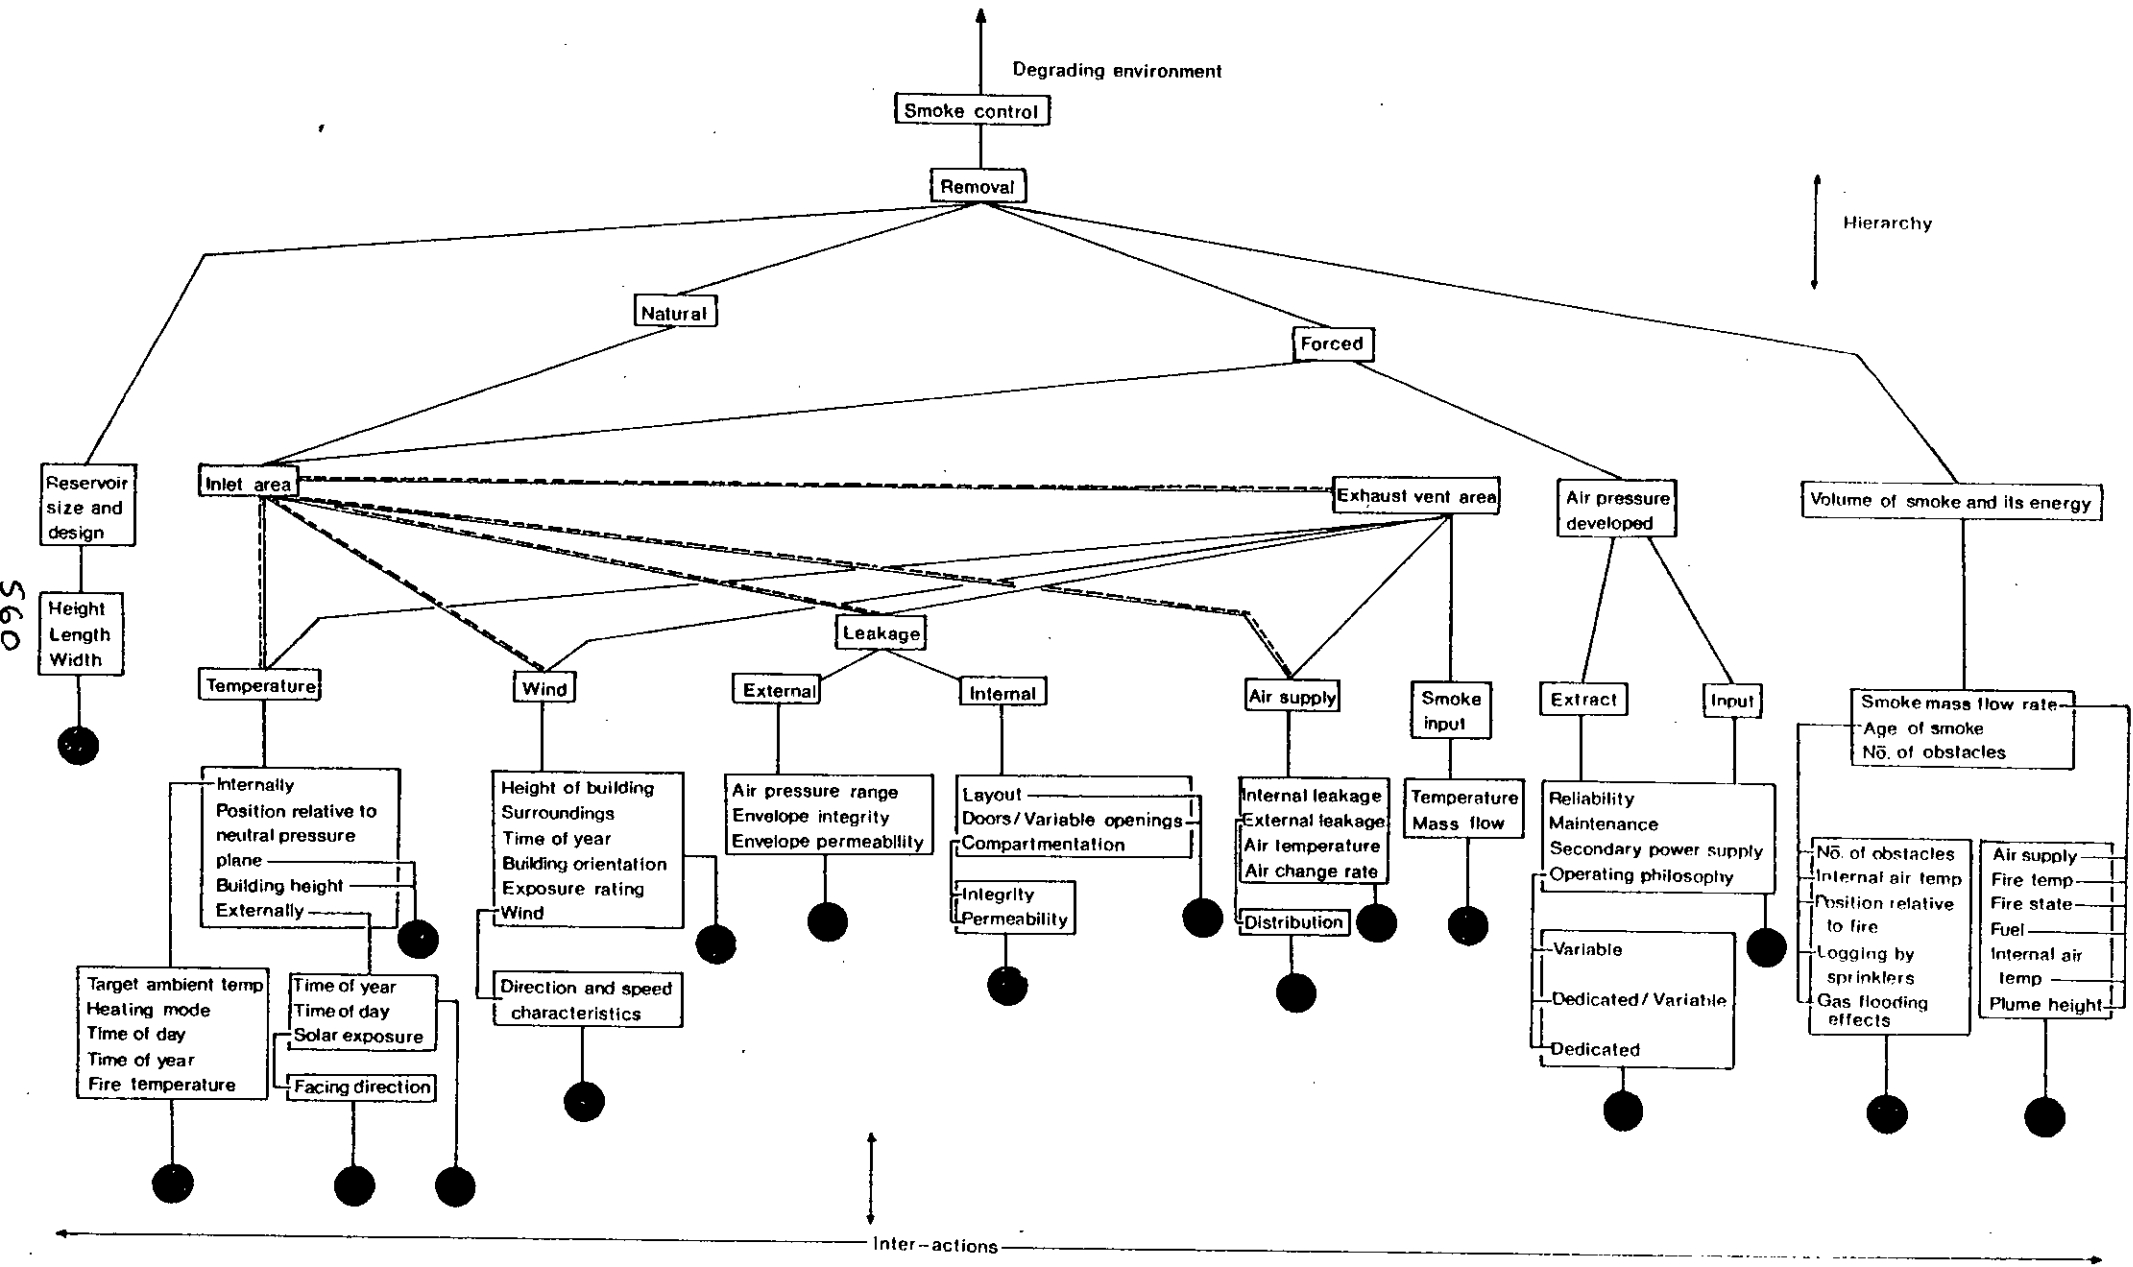 Degrading environment
Smoke control
Removal
Hierarchy
Natural
Forced
Reservoir
size and
design
Inlet area
Exhaust vent area
Air pressure
developed
Volume of smoke and its energy
560
Height
Length
Width
Leakage
Temperature
Wind
External
Internal
Air supply
Smoke
input
Extract
Input
Smoke mass flow rate
Age of smoke
Nō. of obstacles
Internally
Position relative to
neutral pressure
plane
Building height
Externally
Height of building
Surroundings
Time of year
Building orientation
Exposure rating
Wind
Air pressure range
Envelope integrity
Envelope permeability
Layout
Doors/Variable openings
Compartmentation
Integrity
Permeability
Internal leakage
External leakage
Air temperature
Air change rate
Distribution
Temperature
Mass flow
Reliability
Maintenance
Secondary power supply
Operating philosophy
Variable
Dedicated/Variable
Dedicated
Nō. of obstacles
Internal air temp
Position relative
to fire
Logging by
sprinklers
Gas flooding
effects
Air supply
Fire temp
Fire state
Fuel
Internal air
temp
Plume height
Target ambient temp
Heating mode
Time of day
Time of year
Fire temperature
Time of year
Time of day
Solar exposure
Facing direction
Direction and speed
characteristics
Inter-actions